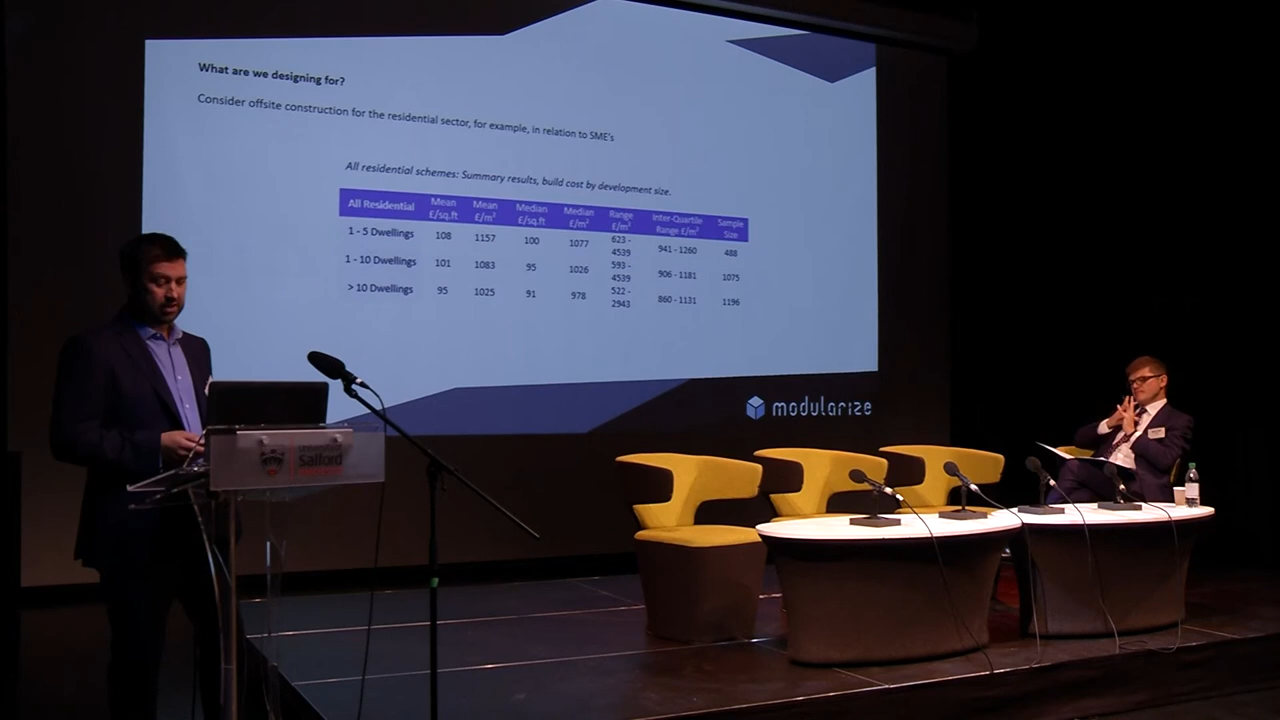 What are we designing for?
Consider offsite construction for the residential sector, for example, in relation to SME's
All residential schemes: Summary results, build cost by development size.
All Residential Mean £/sq.ft Mean £/m² Median £/sq.ft Median £/m² Range £/m² Inter-Quartile Range £/m² Sample Size
1 - 5 Dwellings 108 1157 100 1077 623 - 4539 941 - 1260 488
1 - 10 Dwellings 101 1083 95 1026 593 - 4539 906 - 1181 1075
> 10 Dwellings 95 1025 91 978 522 - 2943 860 - 1131 1196
modularize
Salford